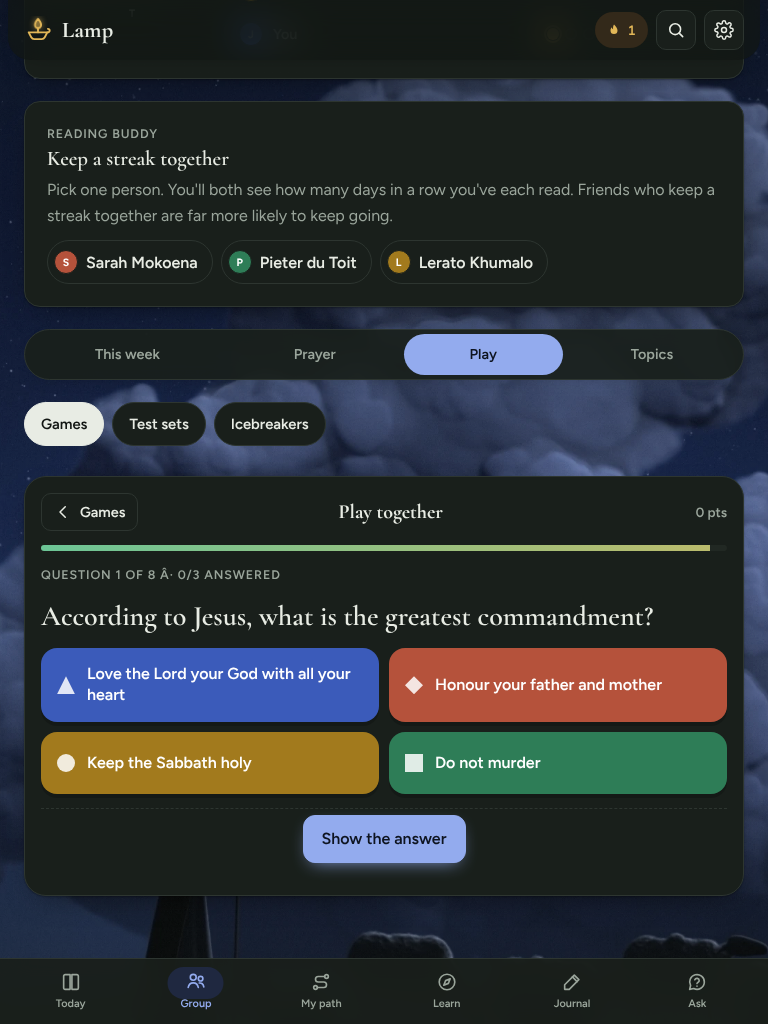 Lamp
You
1
READING BUDDY
Keep a streak together
Pick one person. You'll both see how many days in a row you've each read. Friends who keep a
streak together are far more likely to keep going.
S Sarah Mokoena P Pieter du Toit L Lerato Khumalo
This week Prayer Play Topics
Games Test sets Icebreakers
Games Play together 0 pts
QUESTION 1 OF 8 Â· 0/3 ANSWERED
According to Jesus, what is the greatest commandment?
Love the Lord your God with all your
heart
Honour your father and mother
Keep the Sabbath holy
Do not murder
Show the answer
Today Group My path Learn Journal Ask